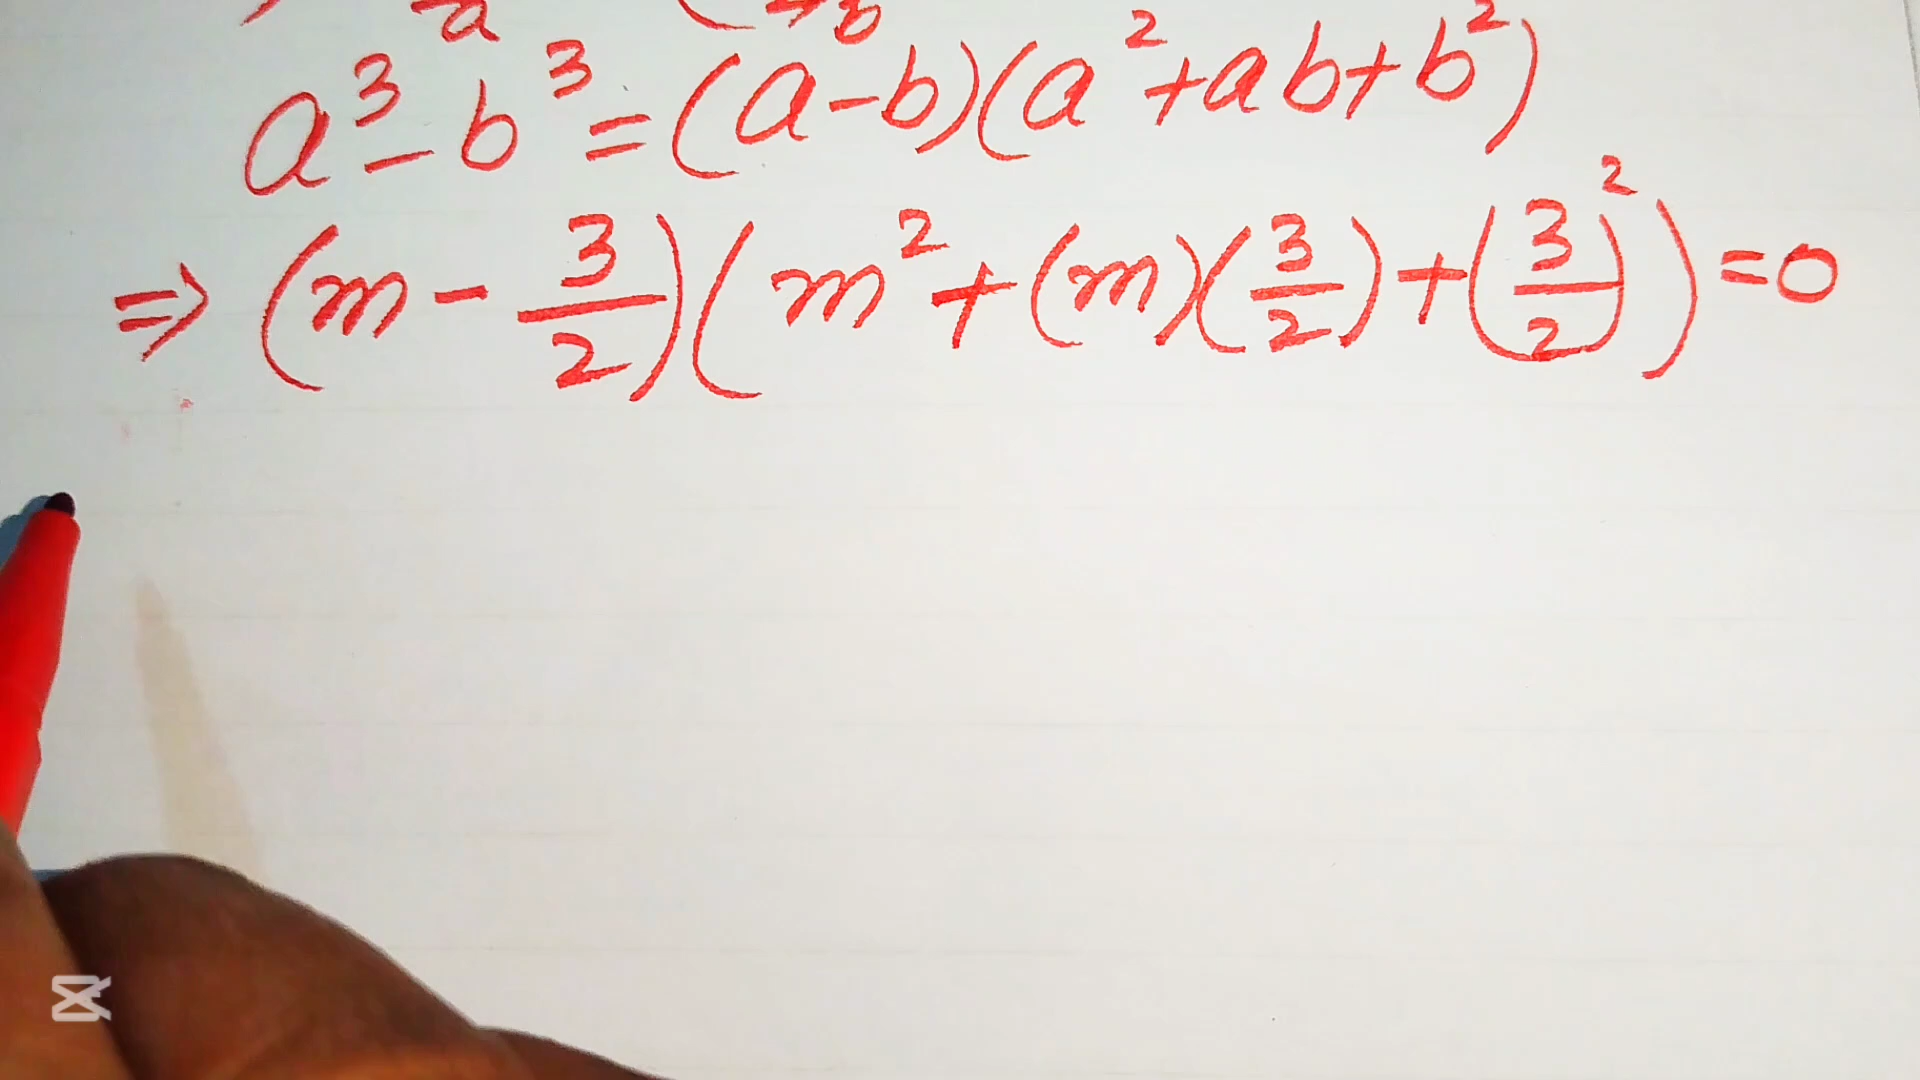 a b
a³ - b³ = (a-b)(a²+ab+b²)
⇒ (m - 3/2)(m² + (m)(3/2) + (3/2)²) = 0